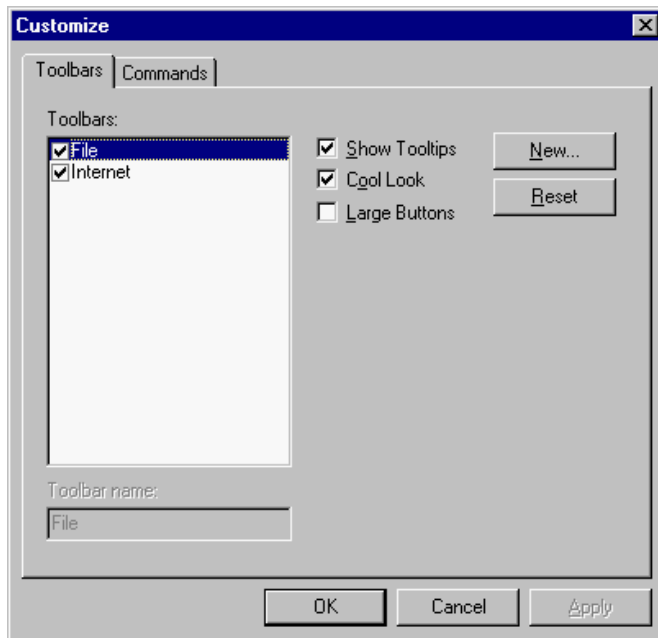 Customize
Toolbars Commands
Toolbars:
File
Internet
Show Tooltips
Cool Look
Large Buttons
New...
Reset
Toolbar name:
File
OK Cancel Apply